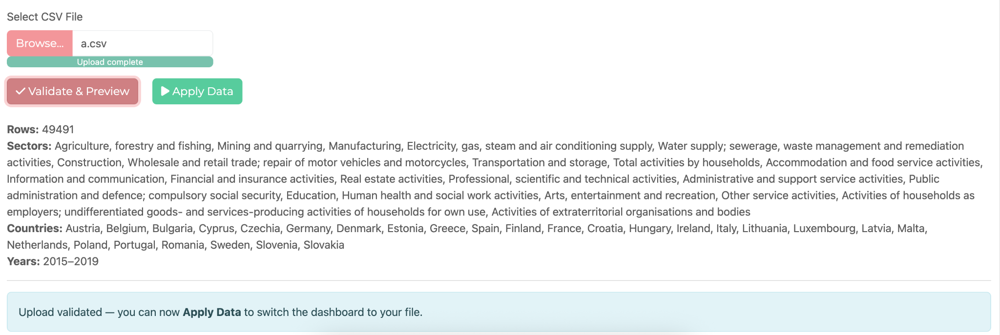 Select CSV File
Browse... a.csv
Upload complete
Validate & Preview Apply Data
Rows: 49491
Sectors: Agriculture, forestry and fishing, Mining and quarrying, Manufacturing, Electricity, gas, steam and air conditioning supply, Water supply; sewerage, waste management and remediation
activities, Construction, Wholesale and retail trade; repair of motor vehicles and motorcycles, Transportation and storage, Total activities by households, Accommodation and food service activities,
Information and communication, Financial and insurance activities, Real estate activities, Professional, scientific and technical activities, Administrative and support service activities, Public
administration and defence; compulsory social security, Education, Human health and social work activities, Arts, entertainment and recreation, Other service activities, Activities of households as
employers; undifferentiated goods- and services-producing activities of households for own use, Activities of extraterritorial organisations and bodies
Countries: Austria, Belgium, Bulgaria, Cyprus, Czechia, Germany, Denmark, Estonia, Greece, Spain, Finland, France, Croatia, Hungary, Ireland, Italy, Lithuania, Luxembourg, Latvia, Malta,
Netherlands, Poland, Portugal, Romania, Sweden, Slovenia, Slovakia
Years: 2015–2019
Upload validated — you can now Apply Data to switch the dashboard to your file.